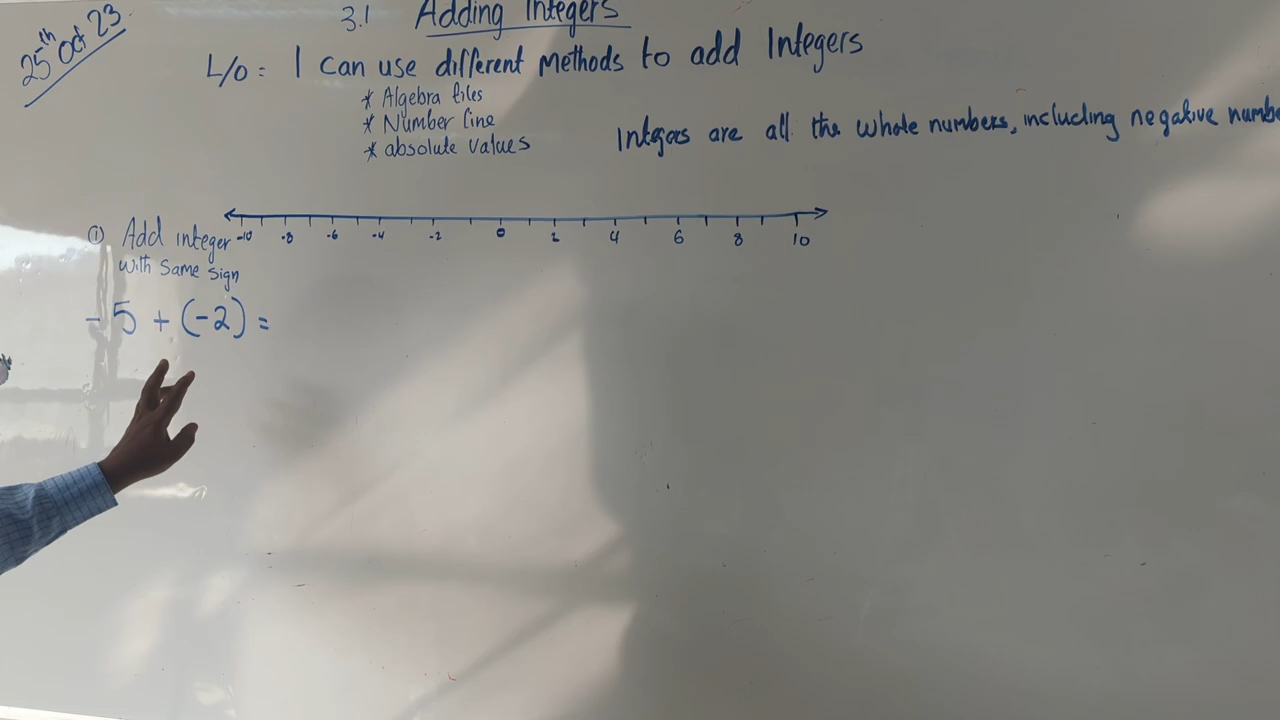 25th Oct 23
3.1 Adding Integers
L/O = I can use different methods to add Integers
* Algebra tiles
* Number line
* absolute values
Integers are all the whole numbers, including negative numbe
-10 -8 -6 -4 -2 0 2 4 6 8 10
① Add integer
with same sign
-5 + (-2) =